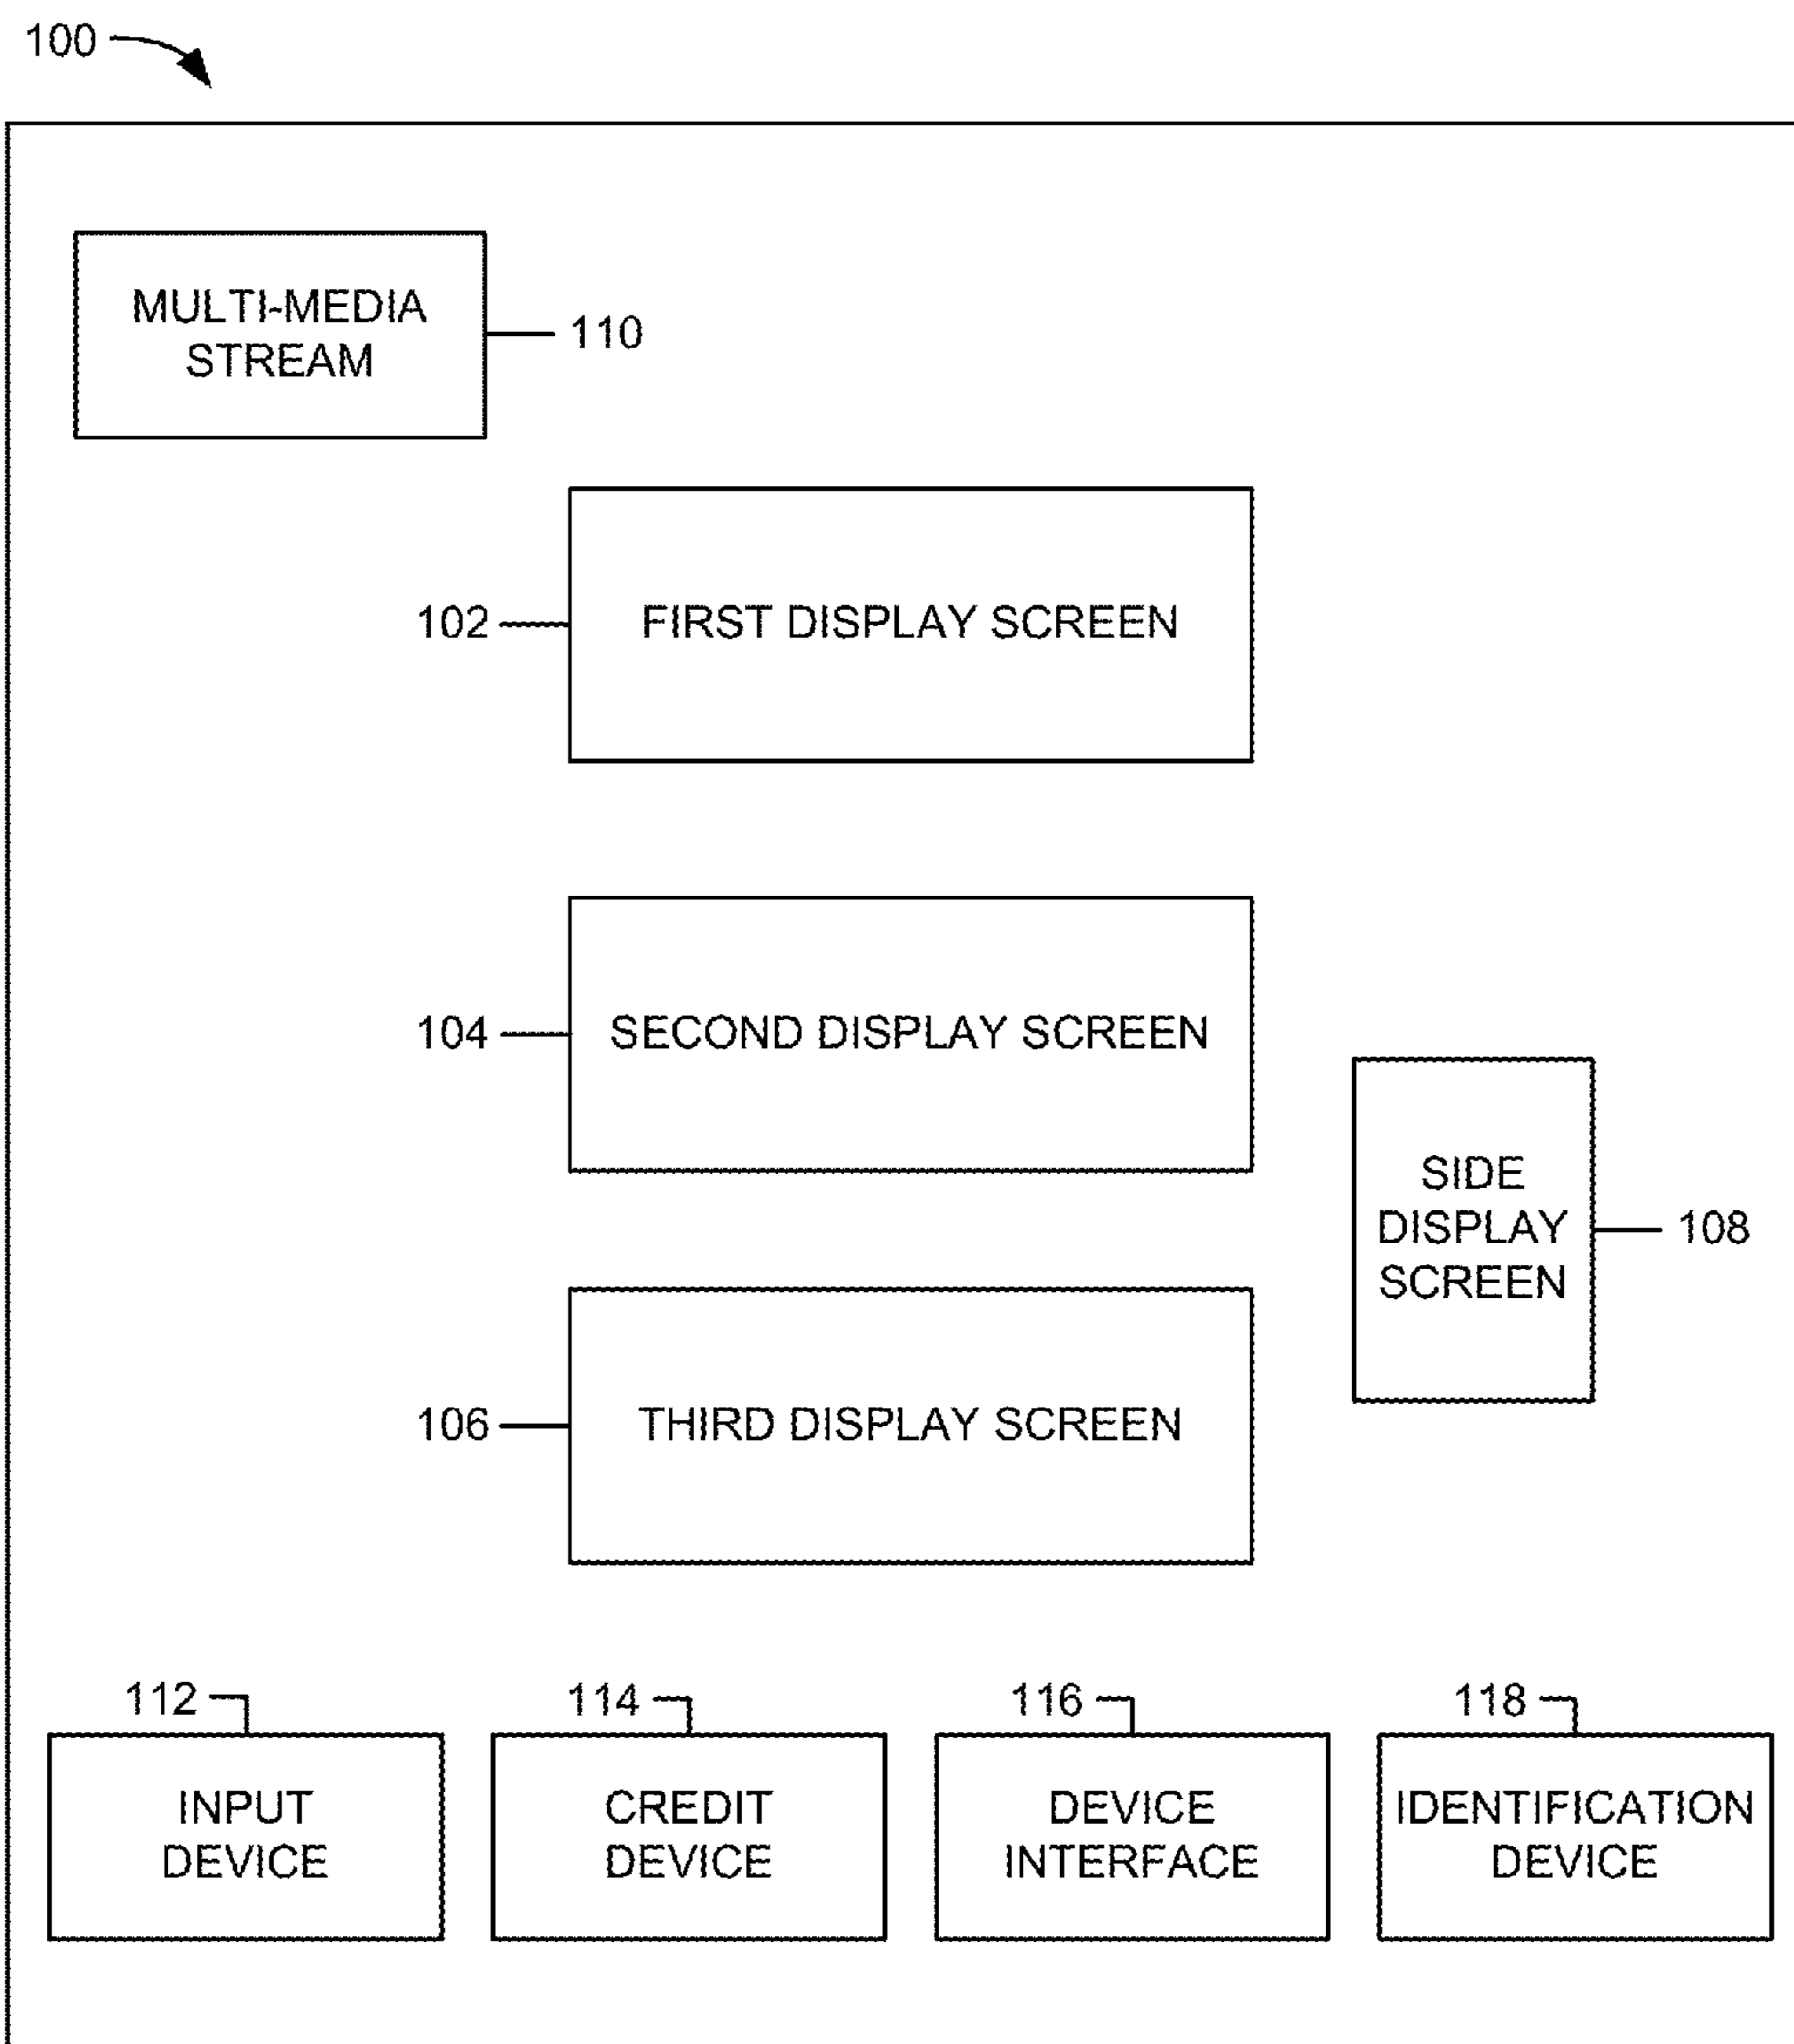 100
MULTI-MEDIA
STREAM
110
102
FIRST DISPLAY SCREEN
104
SECOND DISPLAY SCREEN
SIDE
DISPLAY
SCREEN
108
106
THIRD DISPLAY SCREEN
112
INPUT
DEVICE
114
CREDIT
DEVICE
116
DEVICE
INTERFACE
118
IDENTIFICATION
DEVICE